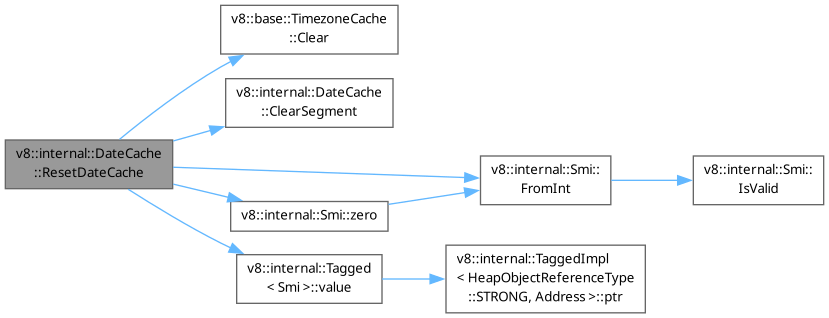 v8::base::TimezoneCache
::Clear
v8::internal::DateCache
::ClearSegment
v8::internal::DateCache
::ResetDateCache
v8::internal::Smi::
FromInt
v8::internal::Smi::
IsValid
v8::internal::Smi::zero
v8::internal::Tagged
< Smi >::value
v8::internal::TaggedImpl
< HeapObjectReferenceType
::STRONG, Address >::ptr